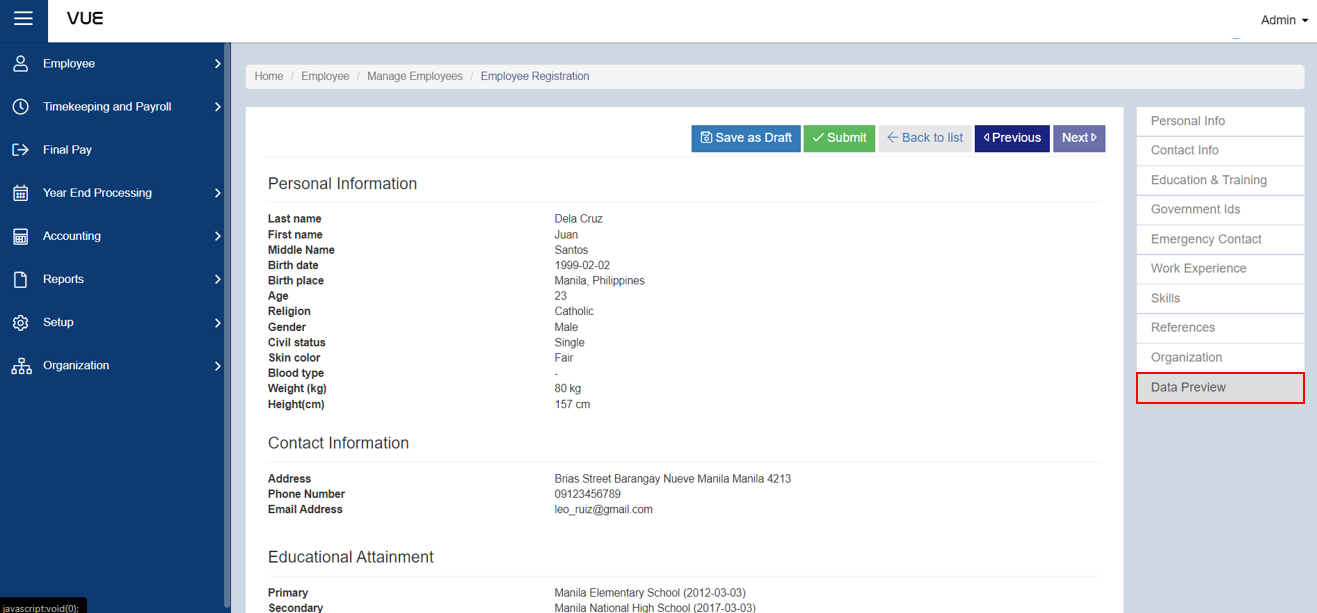 VUE
Admin
Employee
Timekeeping and Payroll
Final Pay
Year End Processing
Accounting
Reports
Setup
Organization
Home / Employee / Manage Employees / Employee Registration
Save as Draft Submit Back to list Previous Next
Personal Information
Last name Dela Cruz
First name Juan
Middle Name Santos
Birth date 1999-02-02
Birth place Manila, Philippines
Age 23
Religion Catholic
Gender Male
Civil status Single
Skin color Fair
Blood type -
Weight (kg) 80 kg
Height(cm) 157 cm
Contact Information
Address Brias Street Barangay Nueve Manila Manila 4213
Phone Number 09123456789
Email Address leo_ruiz@gmail.com
Educational Attainment
Primary Manila Elementary School (2012-03-03)
Secondary Manila National High School (2017-03-03)
Personal Info
Contact Info
Education & Training
Government Ids
Emergency Contact
Work Experience
Skills
References
Organization
Data Preview
javascript:void(0);